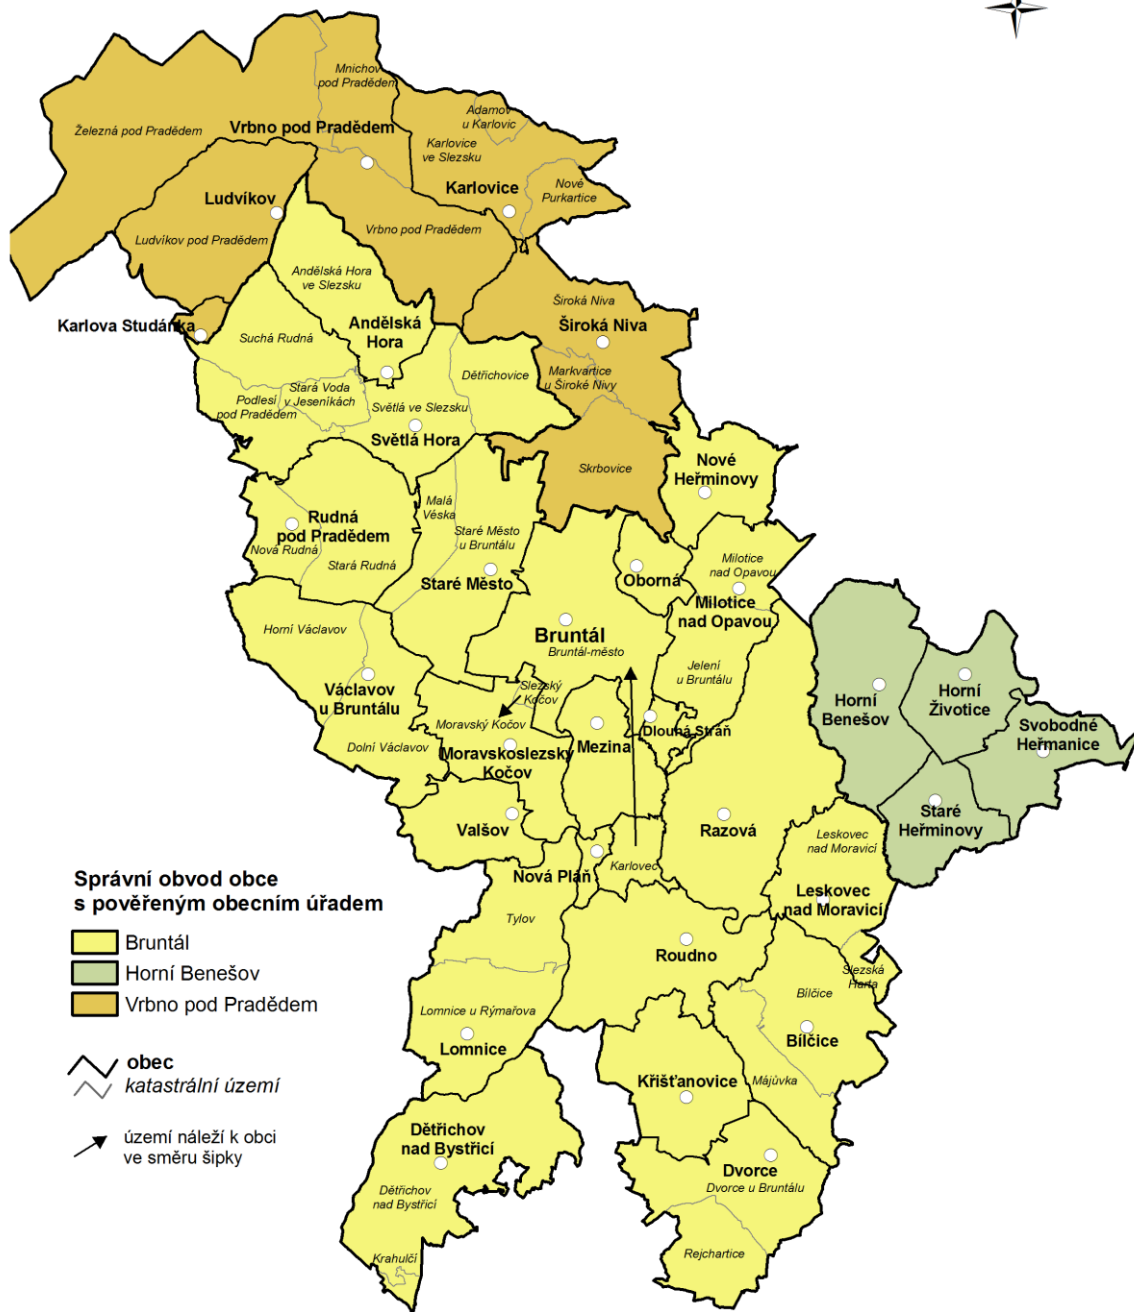 Mnichov
pod Pradědem
Adamov
u Karlovic
Železná pod Pradědem
Vrbno pod Pradědem
Karlovice
ve Slezsku
Karlovice
Nové
Purkartice
Ludvíkov
Ludvíkov pod Pradědem
Vrbno pod Pradědem
Andělská Hora
ve Slezsku
Široká Niva
Široká Niva
Karlova Studánka
Andělská
Hora
Suchá Rudná
Dětřichovice
Markvartice
u Široké Nivy
Stará Voda
v Jeseníkách
Podlesí
pod Pradědem
Světlá ve Slezsku
Světlá Hora
Skrbovice
Nové
Heřminovy
Malá
Véska
Rudná
pod Pradědem
Nová Rudná
Stará Rudná
Staré Město
u Bruntálu
Staré Město
Oborná
Milotice
nad Opavou
Milotice
nad Opavou
Horní Václavov
Bruntál
Bruntál-město
Jelení
u Bruntálu
Václavov
u Bruntálu
Slezský
Kočov
Horní
Benešov
Horní
Životice
Svobodné
Heřmanice
Dolní Václavov
Moravský Kočov
Moravskoslezský
Kočov
Mezina
Dlouhá Stráň
Valšov
Razová
Staré
Heřminovy
Leskovec
nad Moravicí
Nová Pláň
Karlovec
Leskovec
nad Moravicí
Správní obvod obce
s pověřeným obecním úřadem
Bruntál
Horní Benešov
Vrbno pod Pradědem
obec
katastrální území
území náleží k obci
ve směru šipky
Tylov
Roudno
Slezská
Harta
Bílčice
Bílčice
Lomnice u Rýmařova
Lomnice
Křišťanovice
Májůvka
Dětřichov
nad Bystřicí
Dětřichov
nad Bystřicí
Dvorce
Dvorce u Bruntálu
Krahulčí
Rejchartice